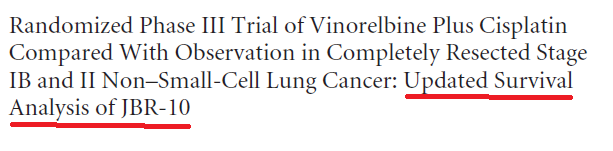 Randomized Phase III Trial of Vinorelbine Plus Cisplatin
Compared With Observation in Completely Resected Stage
IB and II Non–Small-Cell Lung Cancer: Updated Survival
Analysis of JBR-10